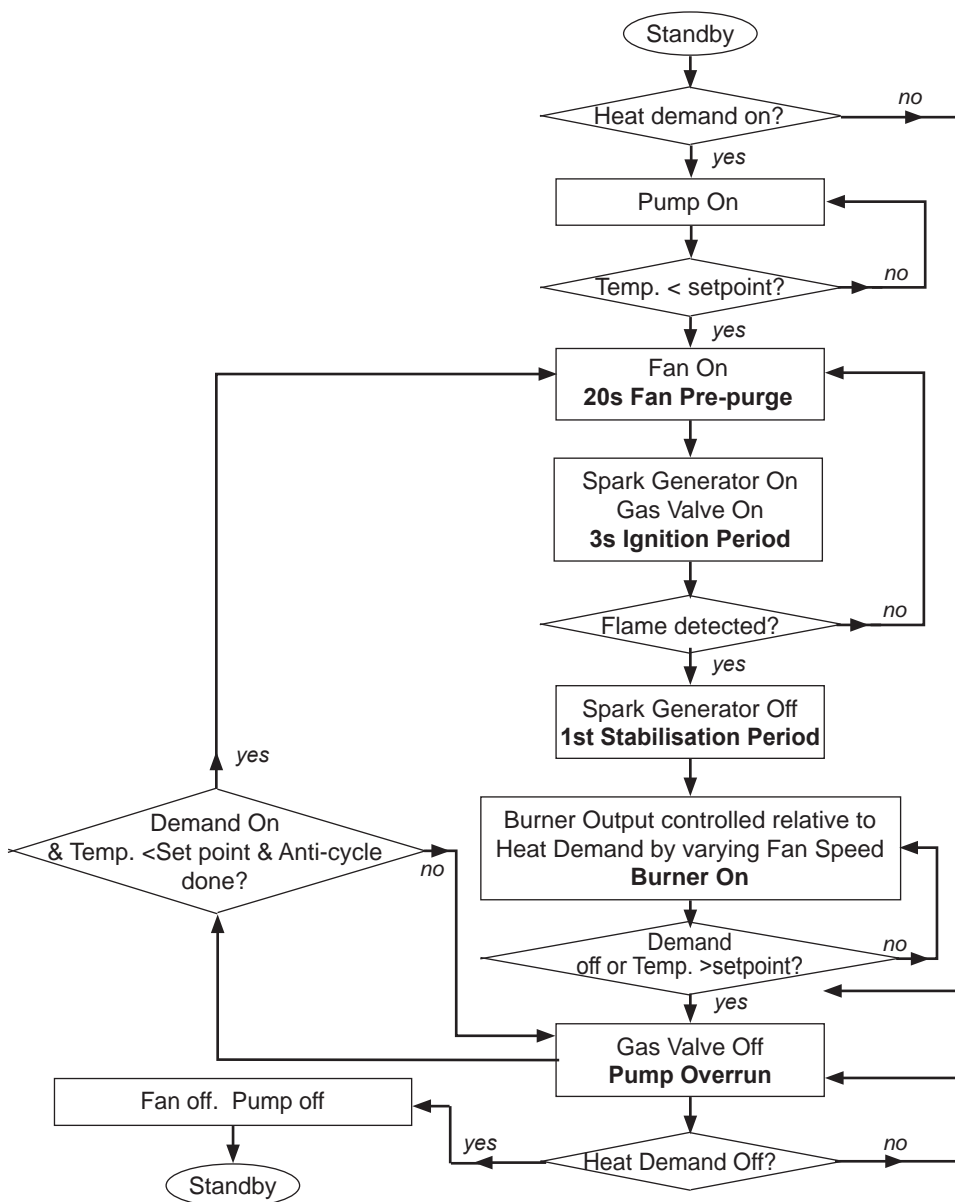 Standby
Heat demand on?
no
yes
Pump On
Temp. < setpoint?
no
yes
Fan On
20s Fan Pre-purge
Spark Generator On
Gas Valve On
3s Ignition Period
Flame detected?
no
yes
Spark Generator Off
1st Stabilisation Period
yes
Demand On
& Temp. <Set point & Anti-cycle
done?
no
Burner Output controlled relative to
Heat Demand by varying Fan Speed
Burner On
Demand
off or Temp. >setpoint?
no
yes
Gas Valve Off
Pump Overrun
Fan off. Pump off
yes
Heat Demand Off?
no
Standby